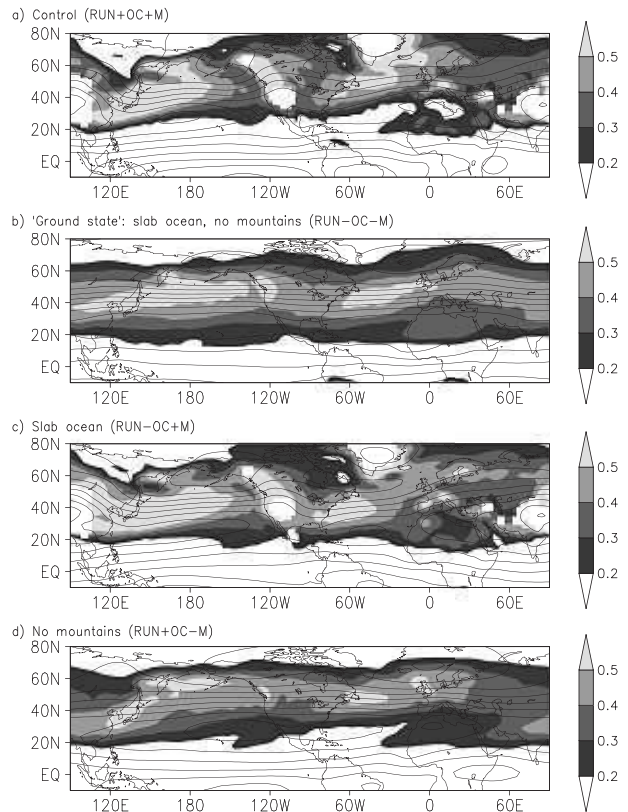 a) Control (RUN+OC+M)
80N
60N
40N
20N
EQ
120E 180 120W 60W 0 60E
0.5
0.4
0.3
0.2
b) 'Ground state': slab ocean, no mountains (RUN−OC−M)
80N
60N
40N
20N
EQ
120E 180 120W 60W 0 60E
0.5
0.4
0.3
0.2
c) Slab ocean (RUN−OC+M)
80N
60N
40N
20N
EQ
120E 180 120W 60W 0 60E
0.5
0.4
0.3
0.2
d) No mountains (RUN+OC−M)
80N
60N
40N
20N
EQ
120E 180 120W 60W 0 60E
0.5
0.4
0.3
0.2